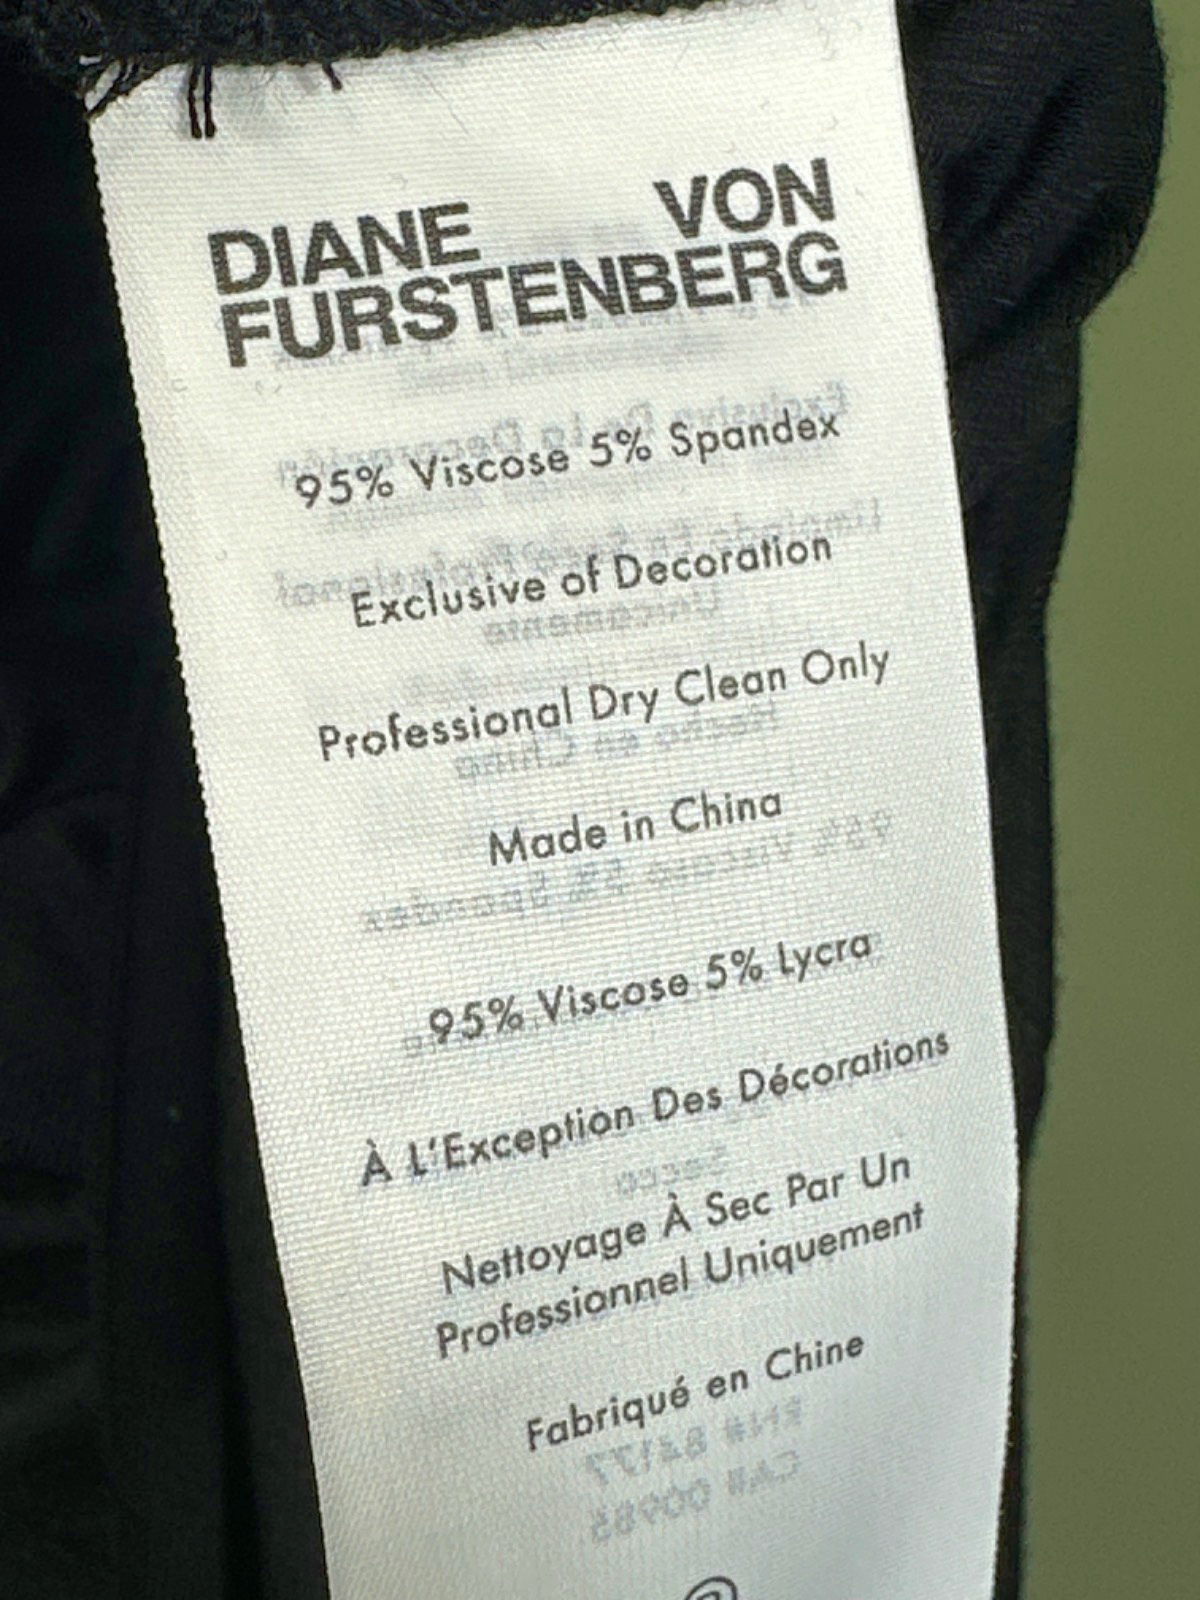 DIANE VON
FURSTENBERG
95% Viscose 5% Spandex
Exclusive of Decoration
Professional Dry Clean Only
Made in China
95% Viscose 5% Lycra
À L'Exception Des Décorations
Nettoyage À Sec Par Un
Professionnel Uniquement
Fabriqué en Chine